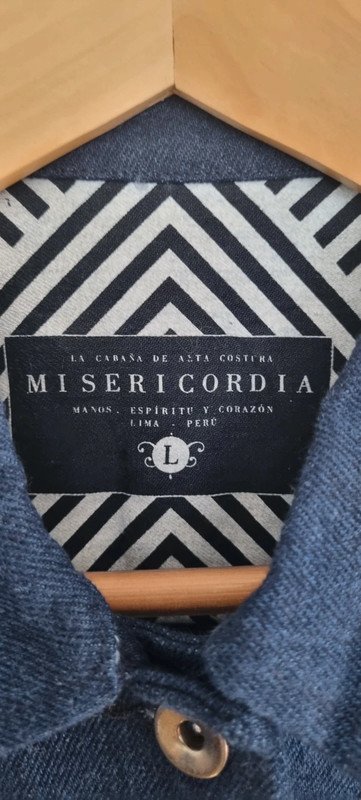 LA CABAÑA DE ALTA COSTURA
MISERICORDIA
MANOS, ESPÍRITU Y CORAZÓN
LIMA - PERÚ
L